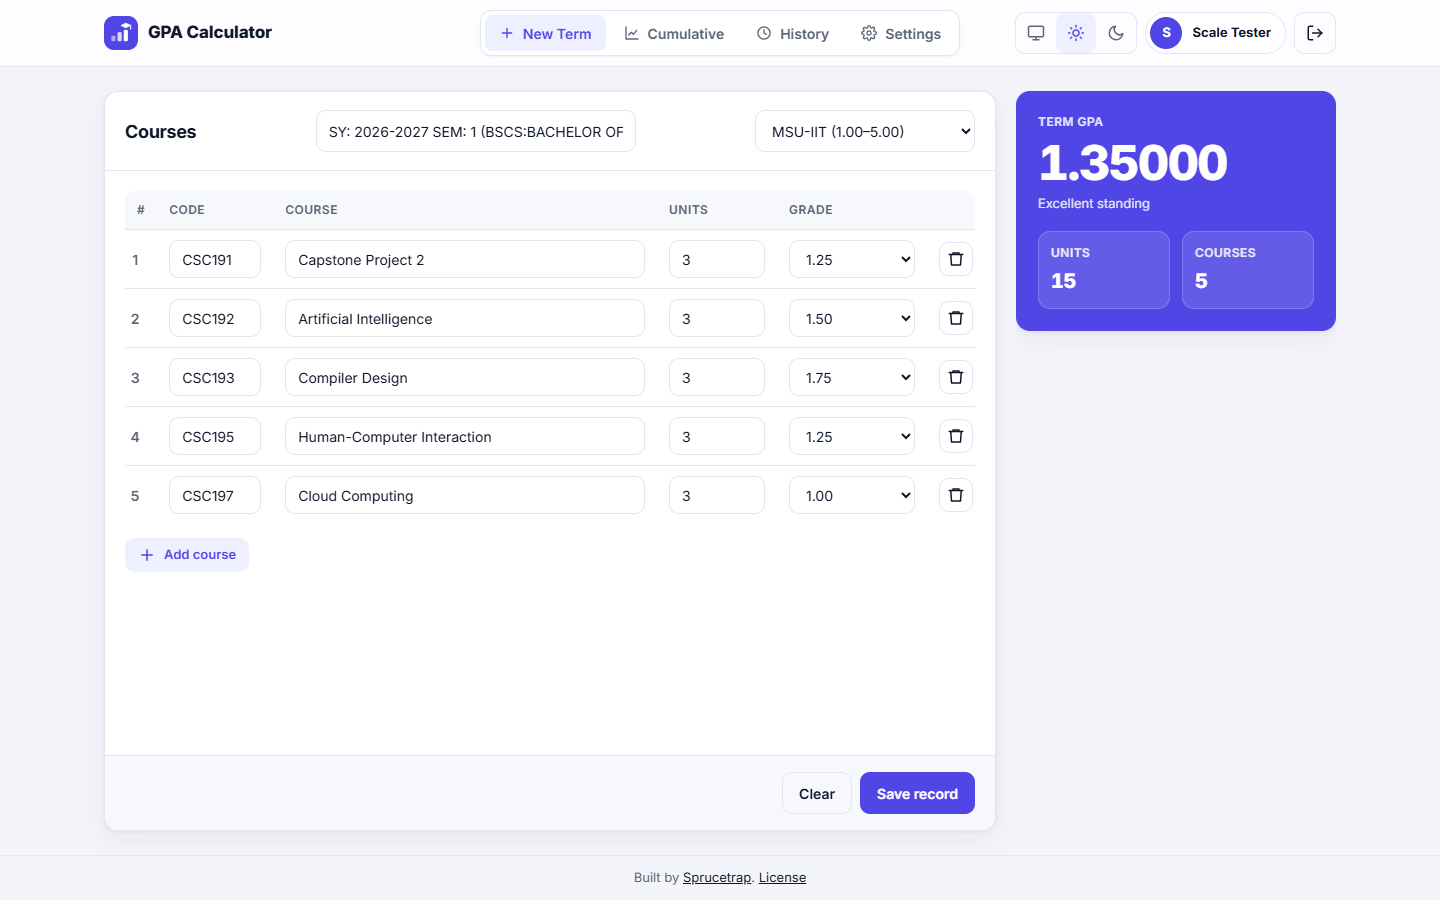 GPA Calculator
New Term
Cumulative
History
Settings
S
Scale Tester
Courses
SY: 2026-2027 SEM: 1 (BSCS:BACHELOR OF
MSU-IIT (1.00–5.00)
# CODE COURSE UNITS GRADE
1 CSC191 Capstone Project 2 3 1.25
2 CSC192 Artificial Intelligence 3 1.50
3 CSC193 Compiler Design 3 1.75
4 CSC195 Human-Computer Interaction 3 1.25
5 CSC197 Cloud Computing 3 1.00
Add course
Clear
Save record
TERM GPA
1.35000
Excellent standing
UNITS
15
COURSES
5
Built by Sprucetrap. License